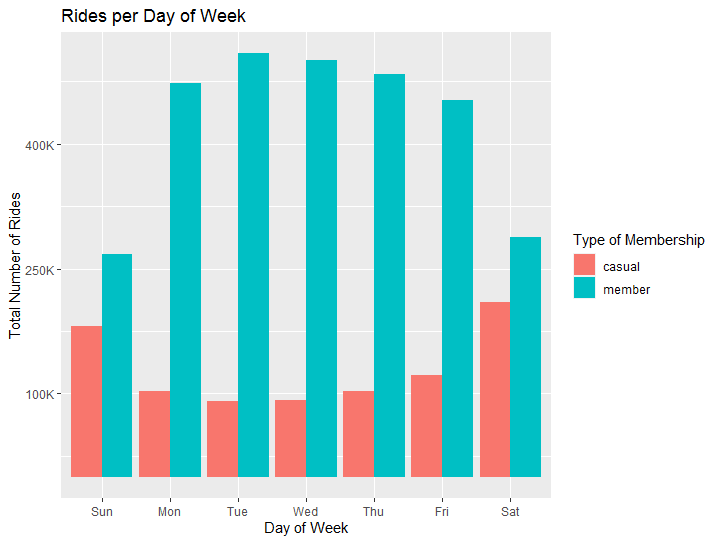 Rides per Day of Week
Total Number of Rides
400K
250K
100K
Sun Mon Tue Wed Thu Fri Sat
Day of Week
Type of Membership
casual
member